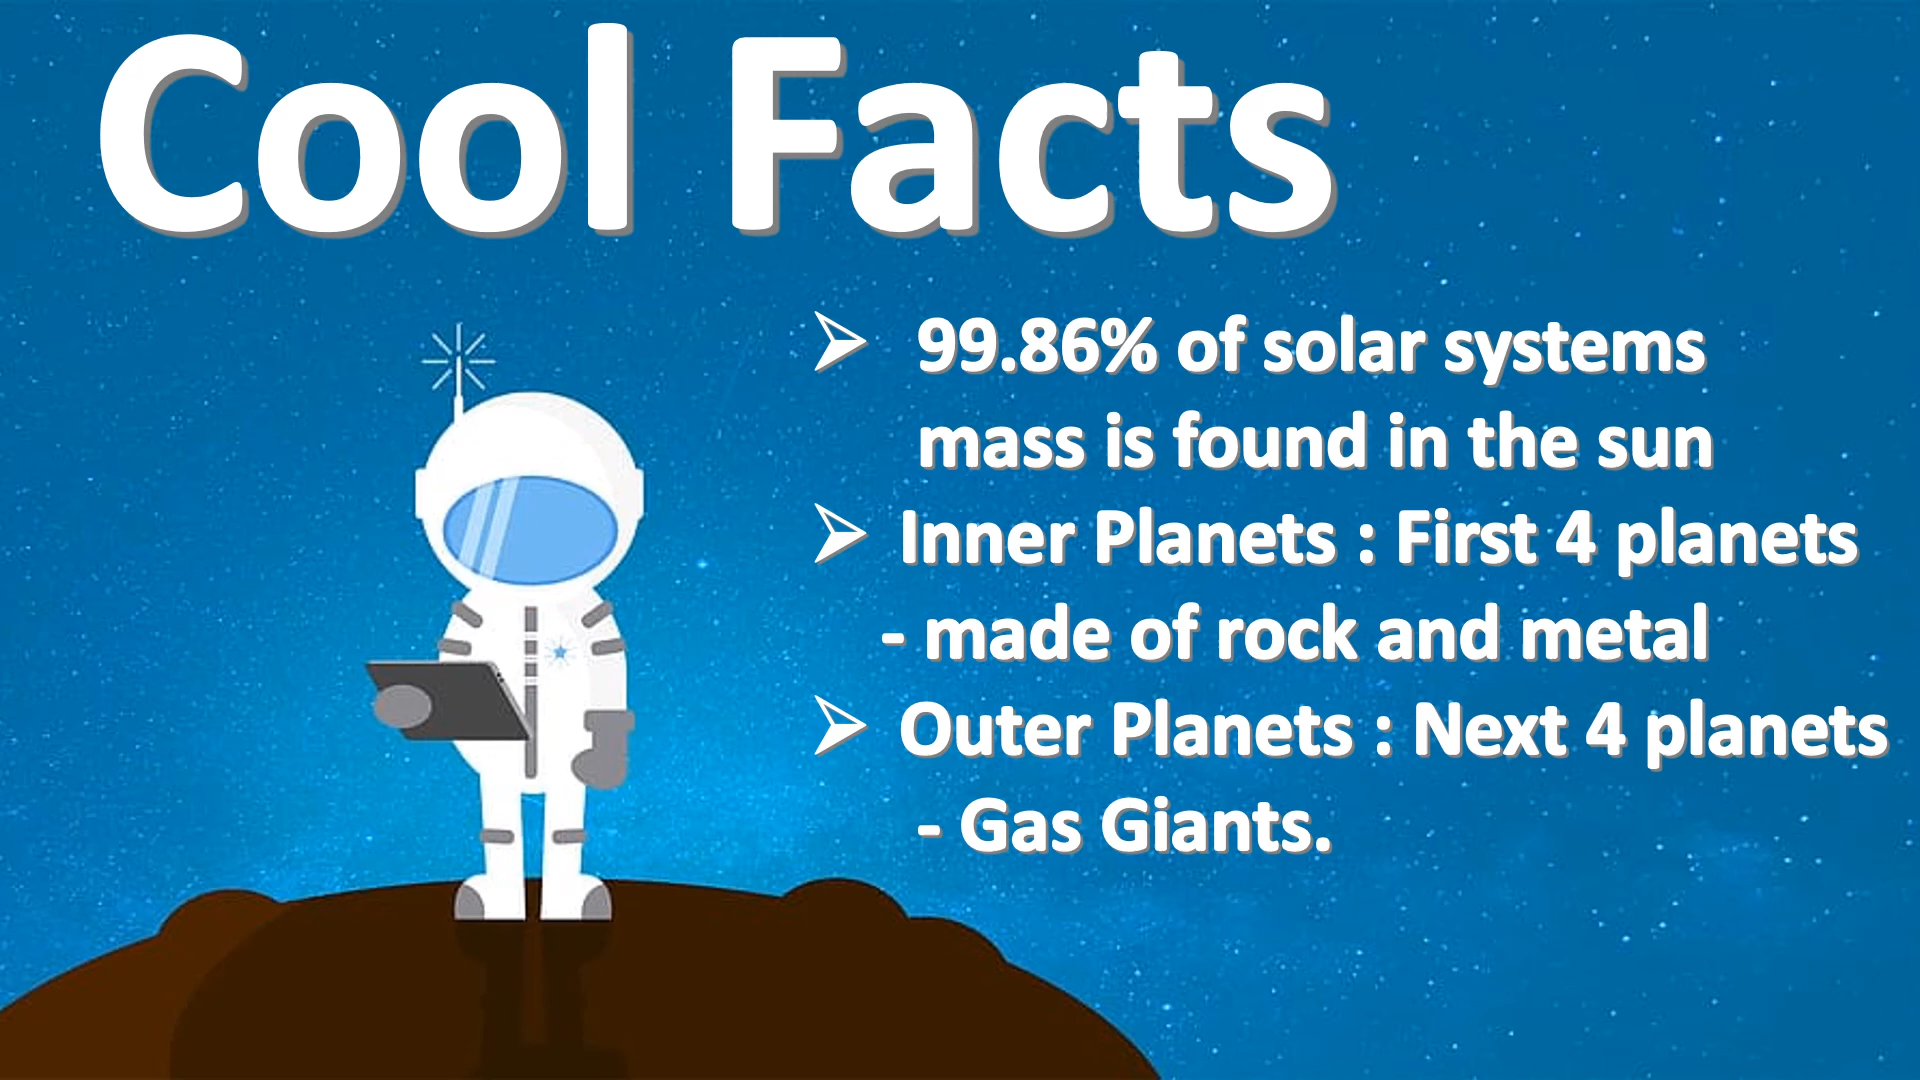 Cool Facts
➢ 99.86% of solar systems
mass is found in the sun
➢ Inner Planets : First 4 planets
- made of rock and metal
➢ Outer Planets : Next 4 planets
- Gas Giants.